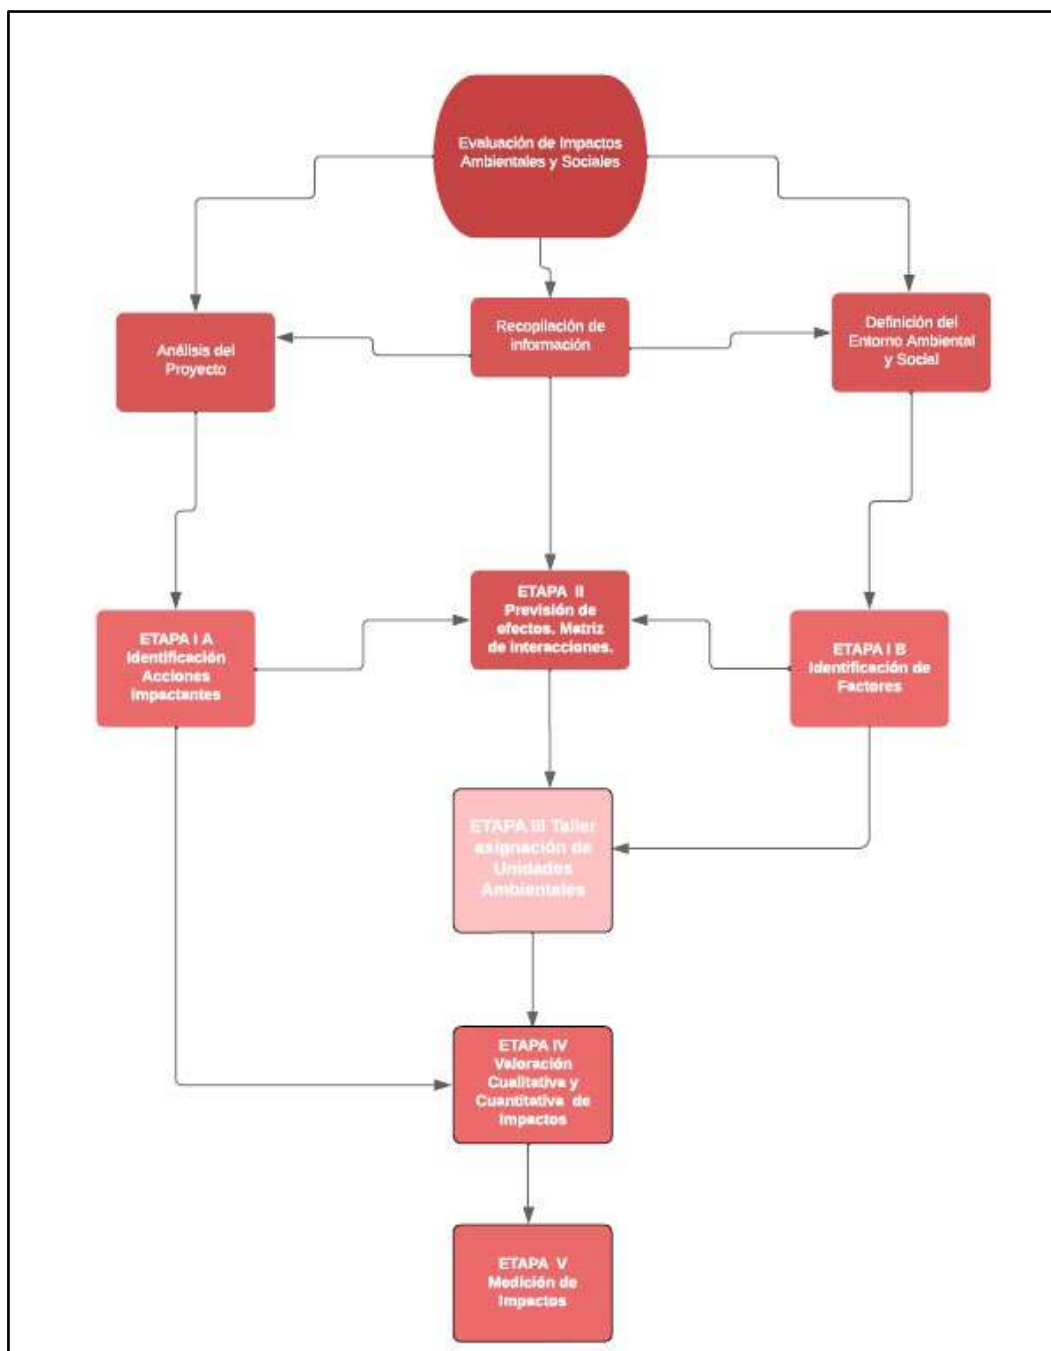 Evaluación de Impactos
Ambientales y Sociales
Análisis del
Proyecto
Recopilación de
información
Definición del
Entorno Ambiental
y Social
ETAPA I A
Identificación
Acciones
Impactantes
ETAPA II
Previsión de
efectos. Matriz
de interacciones.
ETAPA I B
Identificación de
Factores
ETAPA III Taller
asignación de
Unidades
Ambientales
ETAPA IV
Valoración
Cualitativa y
Cuantitativa de
Impactos
ETAPA V
Medición de
Impactos